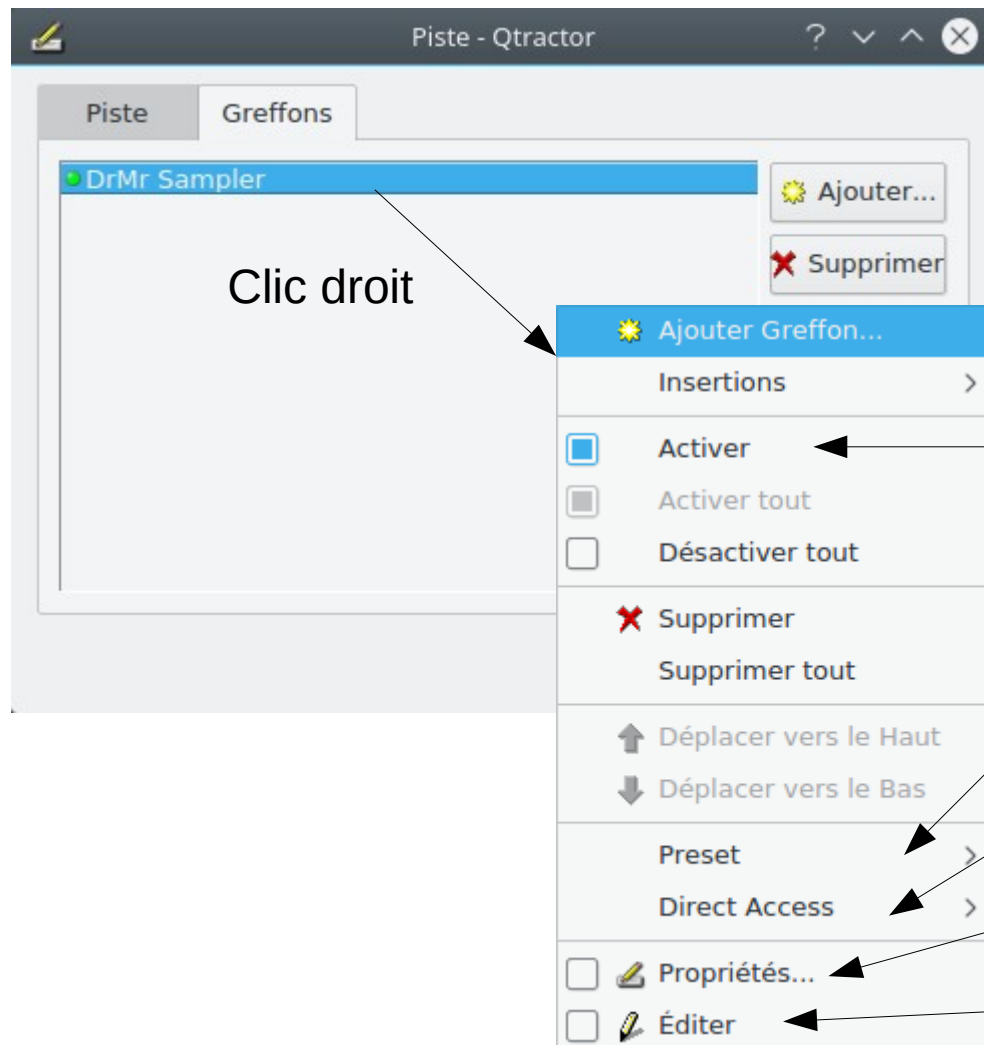 Piste - Qtractor
Piste
Greffons
DrMr Sampler
Ajouter...
Supprimer
Clic droit
Ajouter Greffon...
Insertions
Activer
Activer tout
Désactiver tout
Supprimer
Supprimer tout
Déplacer vers le Haut
Déplacer vers le Bas
Preset
Direct Access
Propriétés...
Éditer